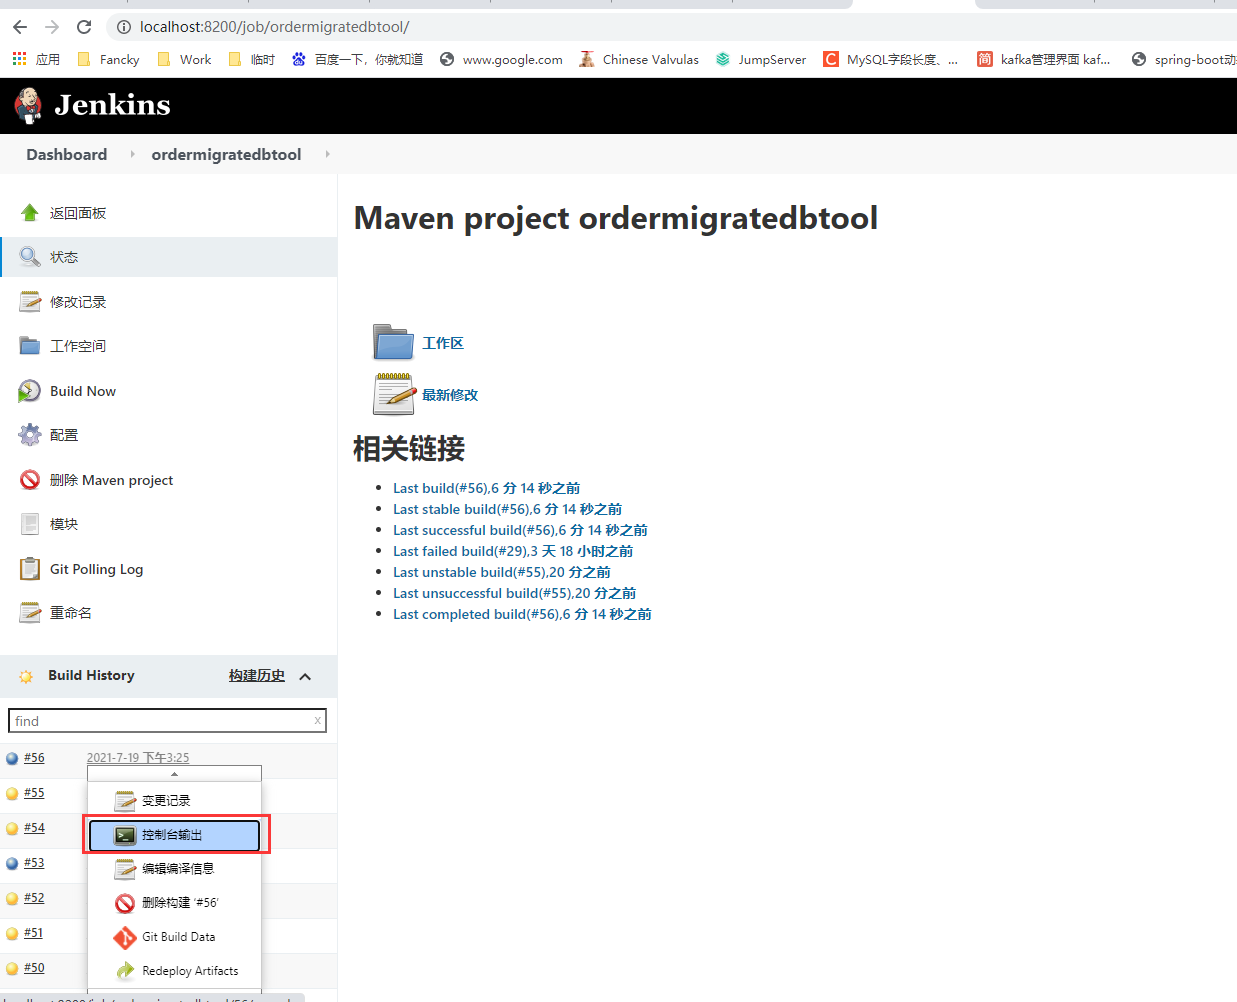 localhost:8200/job/ordermigratedbtool/
应用 Fancky Work 临时 百度一下，你就知道 www.google.com Chinese Valvulas JumpServer MySQL字段长度、... kafka管理界面 kaf... spring-boot动
Jenkins
Dashboard ordermigratedbtool
返回面板
状态
修改记录
工作空间
Build Now
配置
删除 Maven project
模块
Git Polling Log
重命名
Maven project ordermigratedbtool
工作区
最新修改
相关链接
Last build(#56),6 分 14 秒之前
Last stable build(#56),6 分 14 秒之前
Last successful build(#56),6 分 14 秒之前
Last failed build(#29),3 天 18 小时之前
Last unstable build(#55),20 分之前
Last unsuccessful build(#55),20 分之前
Last completed build(#56),6 分 14 秒之前
Build History 构建历史
find x
#56 2021-7-19 下午3:25
#55
#54
#53
#52
#51
#50
变更记录
控制台输出
编辑编译信息
删除构建 '#56'
Git Build Data
Redeploy Artifacts